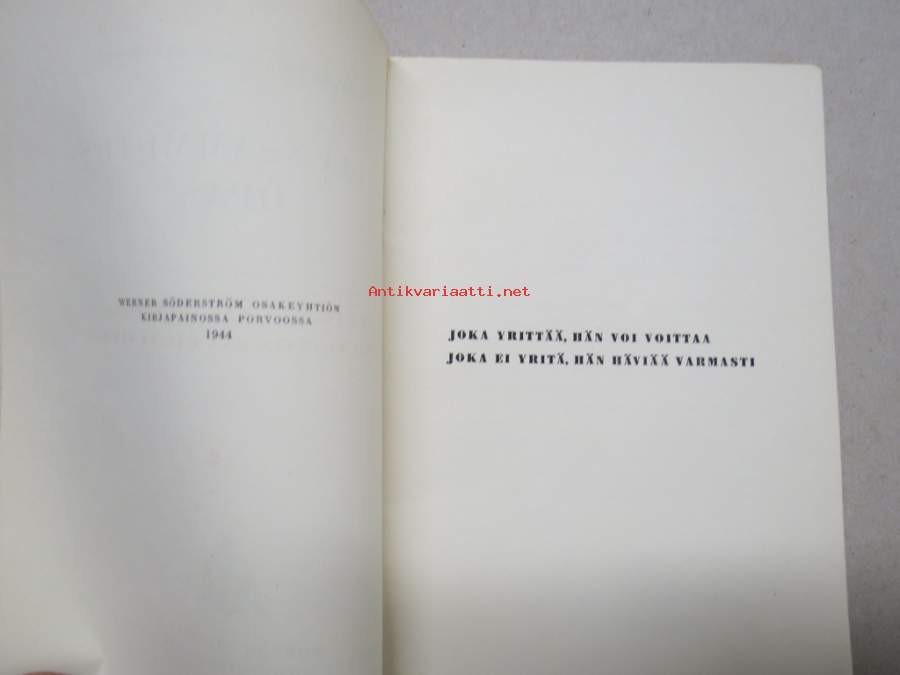 WERNER SÖDERSTRÖM OSAKEYHTIÖN
KIRJAPAINOSSA PORVOOSSA
1944
Antikvariaatti.net
JOKA YRITTÄÄ, HÄN VOI VOITTAA
JOKA EI YRITÄ, HÄN HÄVIÄÄ VARMASTI